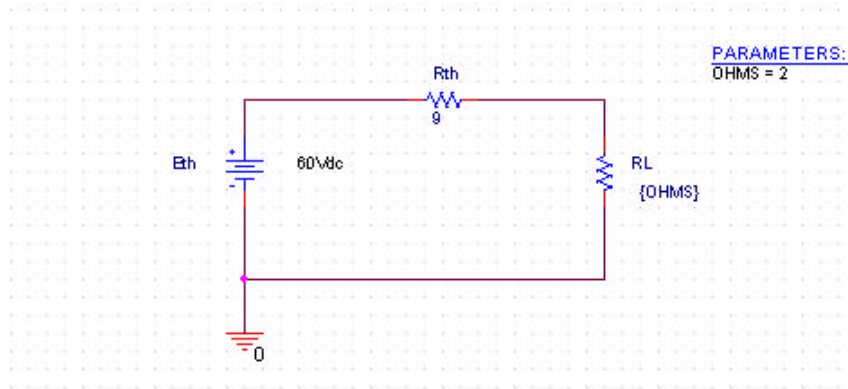 PARAMETERS:
OHMS = 2
Rth
9
Eth
60Vdc
RL
{OHMS}
0